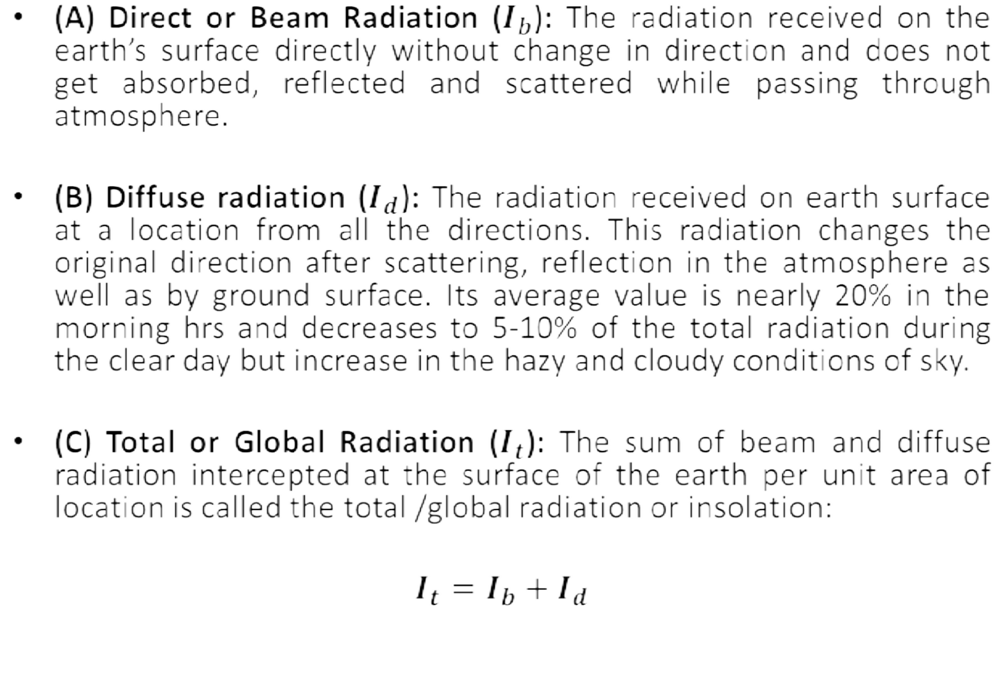 • (A) Direct or Beam Radiation (I_b): The radiation received on the
earth's surface directly without change in direction and does not
get absorbed, reflected and scattered while passing through
atmosphere.
• (B) Diffuse radiation (I_d): The radiation received on earth surface
at a location from all the directions. This radiation changes the
original direction after scattering, reflection in the atmosphere as
well as by ground surface. Its average value is nearly 20% in the
morning hrs and decreases to 5-10% of the total radiation during
the clear day but increase in the hazy and cloudy conditions of sky.
• (C) Total or Global Radiation (I_t): The sum of beam and diffuse
radiation intercepted at the surface of the earth per unit area of
location is called the total /global radiation or insolation:
I_t = I_b + I_d